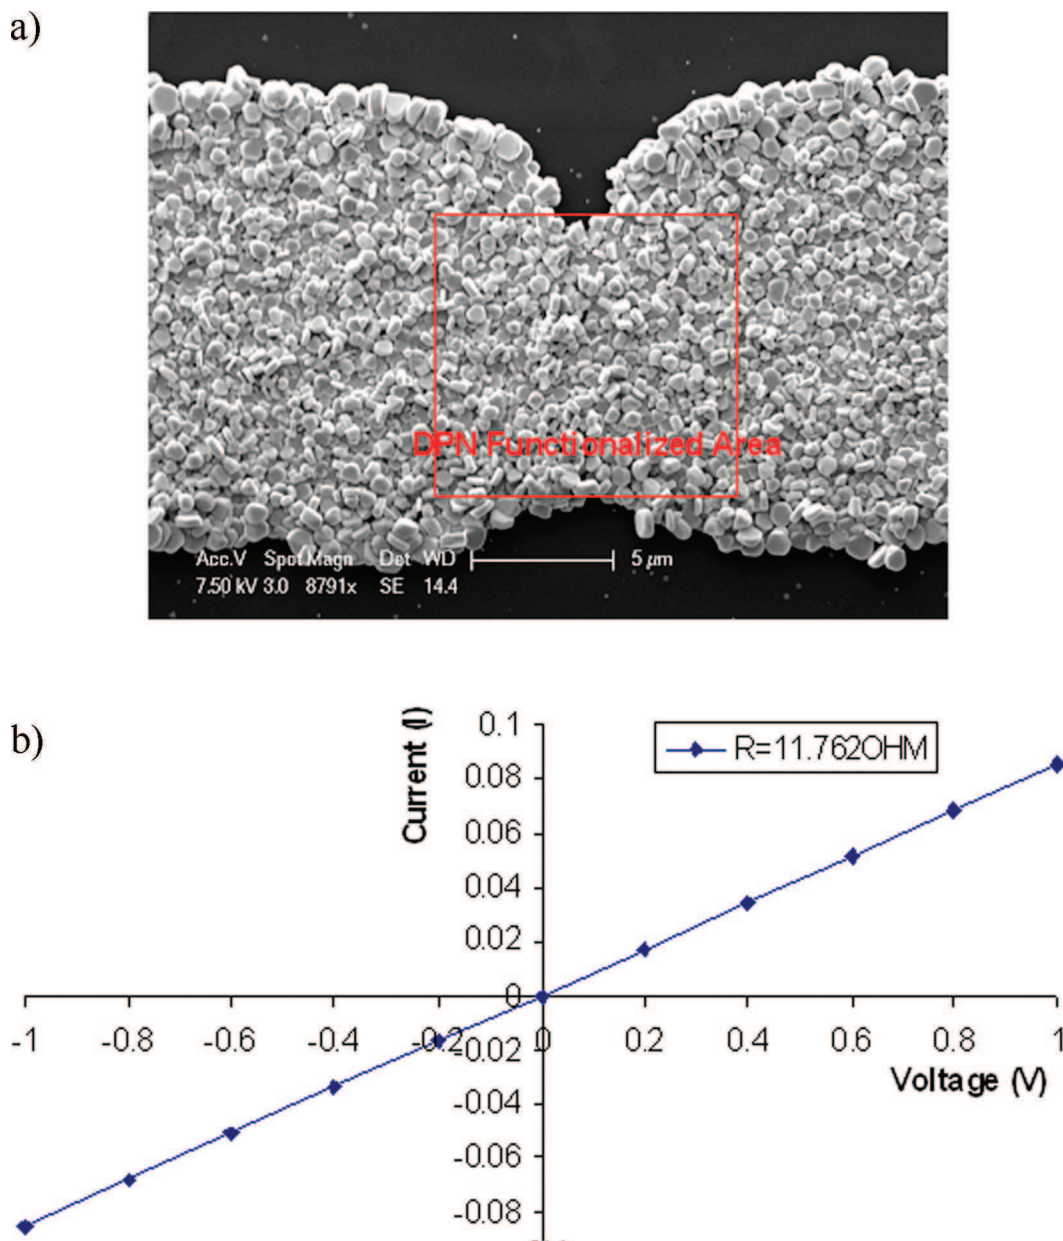 a)
DPN Functionalized Area
Acc.V Spot Magn Det WD 5 µm
7.50 kV 3.0 8791x SE 14.4
b)
Current (I)
0.1
R=11.762OHM
0.08
0.06
0.04
0.02
0
-1 -0.8 -0.6 -0.4 -0.2 0 0.2 0.4 0.6 0.8 1
-0.02
Voltage (V)
-0.04
-0.06
-0.08